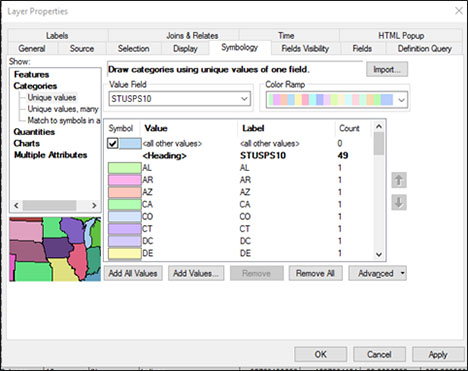 Layer Properties
Labels Joins & Relates Time HTML Popup
General Source Selection Display Symbology Fields Visibility Fields Definition Query
Show:
Features
Categories
Unique values
Unique values, many
Match to symbols in a
Quantities
Charts
Multiple Attributes
Draw categories using unique values of one field.
Import...
Value Field
STUSPS10
Color Ramp
Symbol Value Label Count
<all other values> <all other values> 0
<Heading> STUSPS10 49
AL AL 1
AR AR 1
AZ AZ 1
CA CA 1
CO CO 1
CT CT 1
DC DC 1
DE DE 1
Add All Values Add Values... Remove Remove All Advanced
OK Cancel Apply